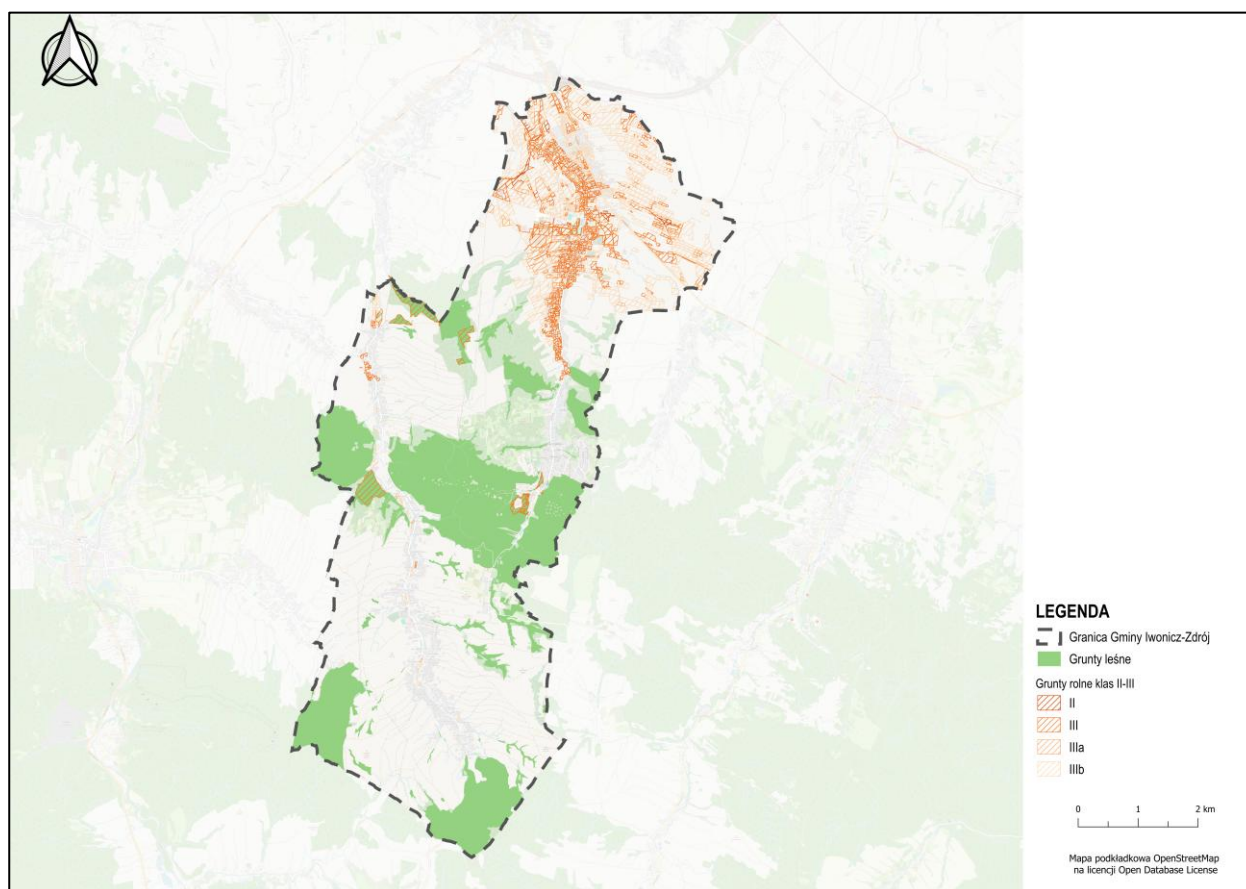 LEGENDA
Granica Gminy Iwonicz-Zdrój
Grunty leśne
Grunty rolne klas II-III
II
III
IIIa
IIIb
0 1 2 km
Mapa podkładkowa OpenStreetMap
na licencji Open Database License